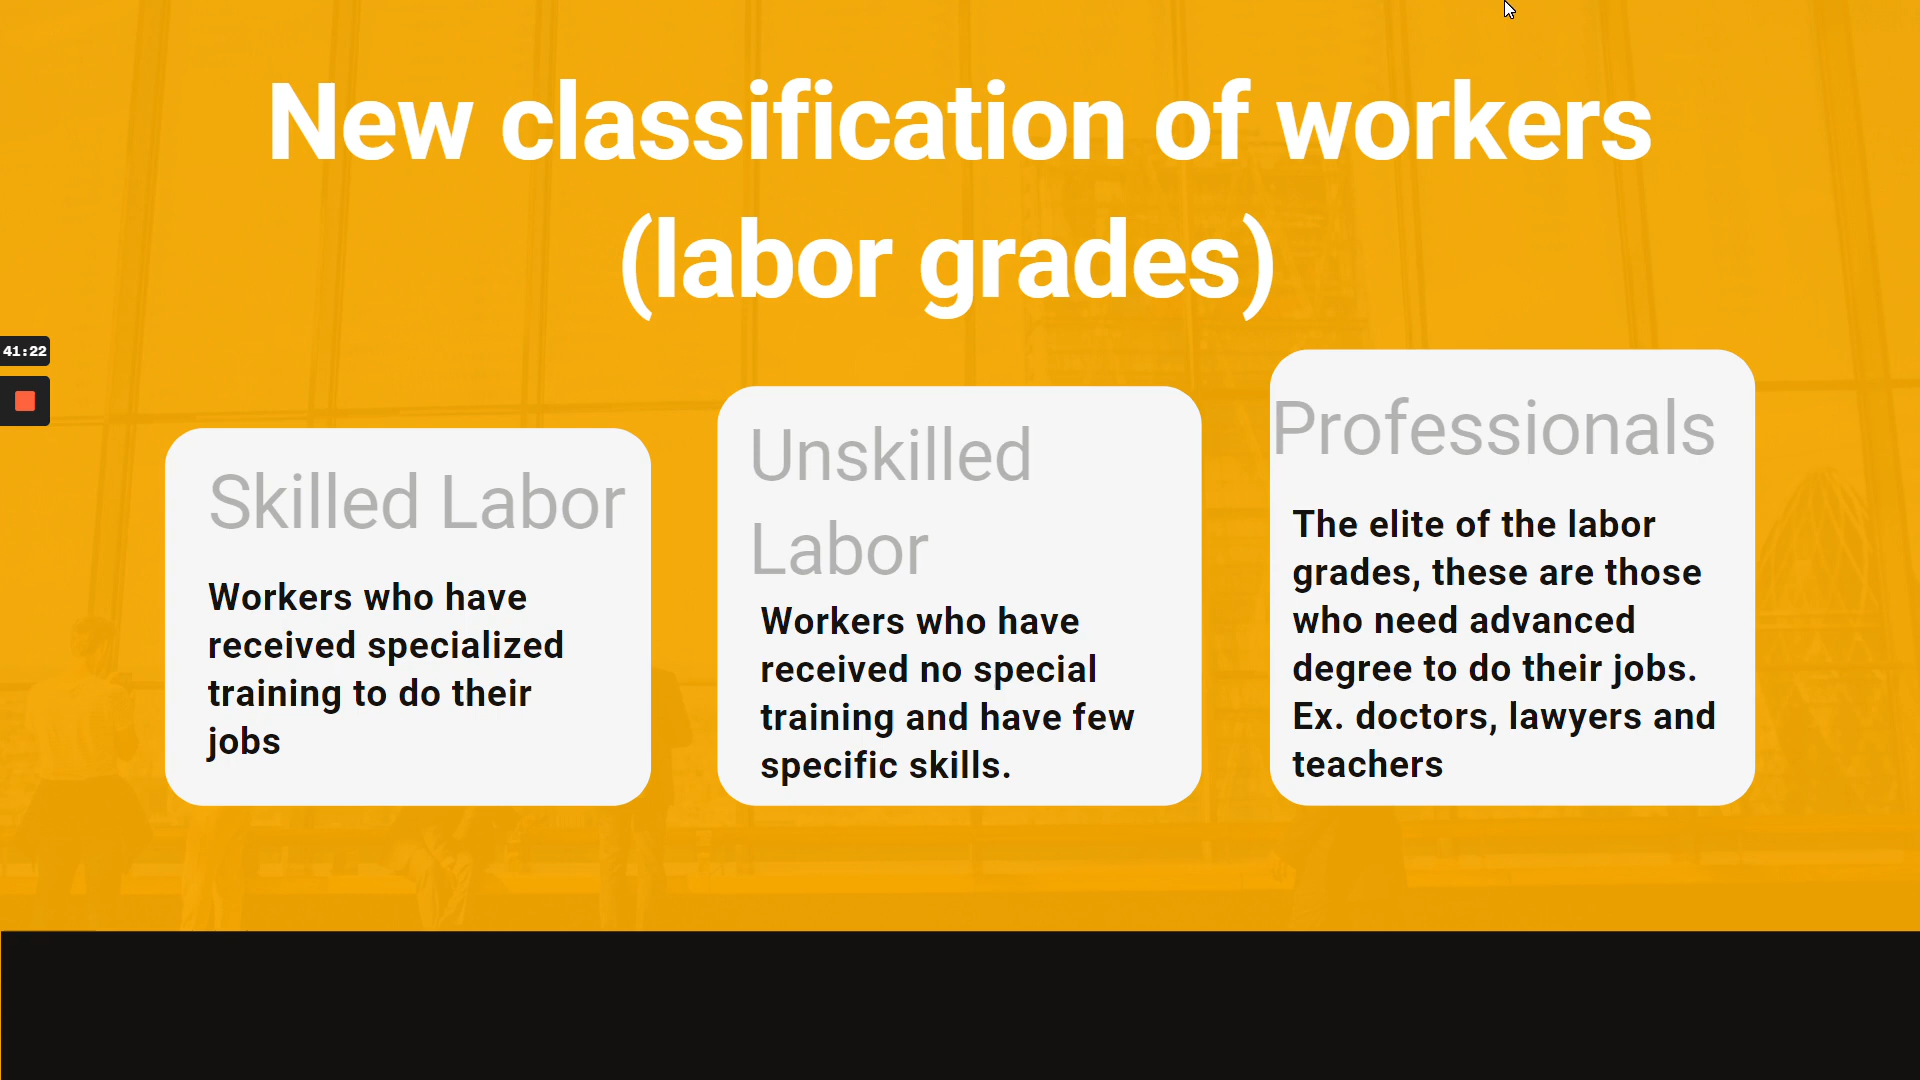 New classification of workers
(labor grades)
41:22
Skilled Labor
Workers who have
received specialized
training to do their
jobs
Unskilled
Labor
Workers who have
received no special
training and have few
specific skills.
Professionals
The elite of the labor
grades, these are those
who need advanced
degree to do their jobs.
Ex. doctors, lawyers and
teachers